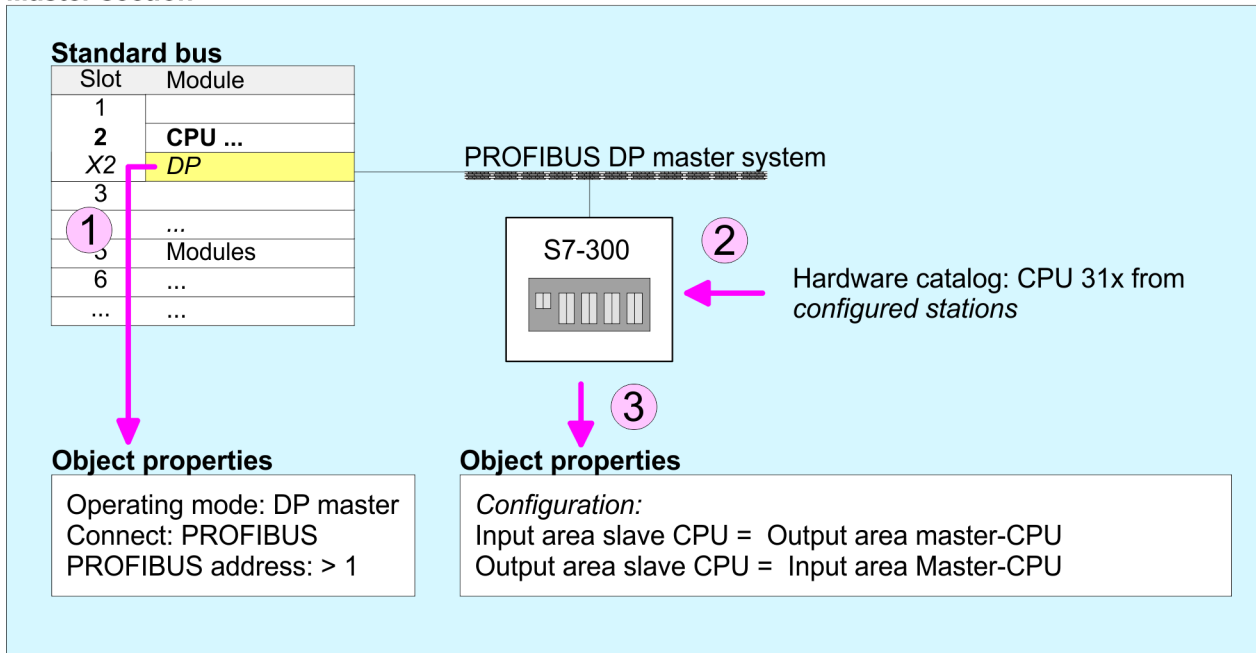 Standard bus
Slot Module
1
2 CPU ...
X2 DP
3
...
5 Modules
6 ...
... ...
1
PROFIBUS DP master system
S7-300
2
Hardware catalog: CPU 31x from
configured stations
3
Object properties
Operating mode: DP master
Connect: PROFIBUS
PROFIBUS address: > 1
Object properties
Configuration:
Input area slave CPU = Output area master-CPU
Output area slave CPU = Input area Master-CPU